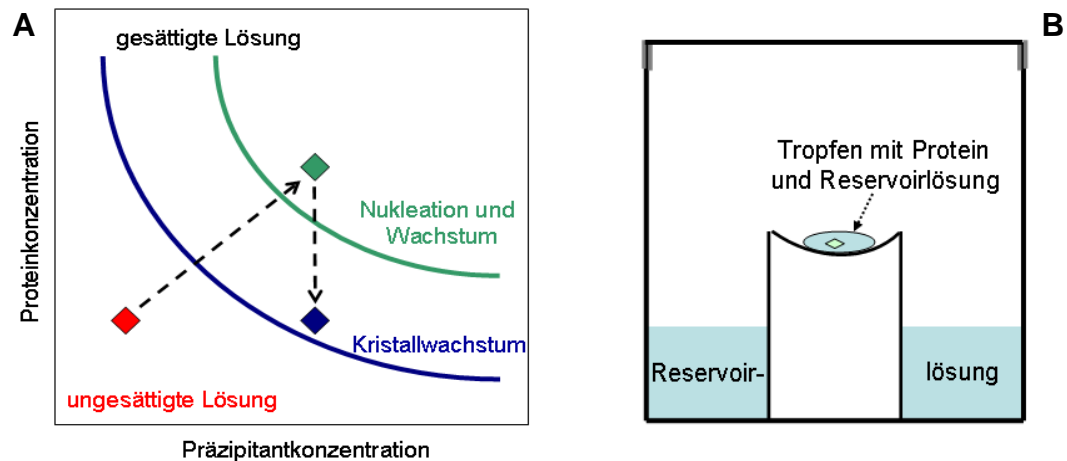 A
gesättigte Lösung
Proteinkonzentration
Nukleation und
Wachstum
Kristallwachstum
ungesättigte Lösung
Präzipitantkonzentration
B
Tropfen mit Protein
und Reservoirlösung
Reservoir- lösung